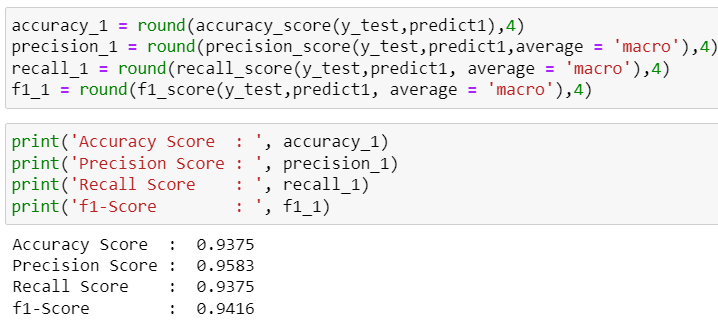 accuracy_1 = round(accuracy_score(y_test,predict1),4)
precision_1 = round(precision_score(y_test,predict1,average = 'macro'),4)
recall_1 = round(recall_score(y_test,predict1, average = 'macro'),4)
f1_1 = round(f1_score(y_test,predict1, average = 'macro'),4)
print('Accuracy Score  : ', accuracy_1)
print('Precision Score : ', precision_1)
print('Recall Score    : ', recall_1)
print('f1-Score        : ', f1_1)
Accuracy Score  :  0.9375
Precision Score :  0.9583
Recall Score    :  0.9375
f1-Score        :  0.9416